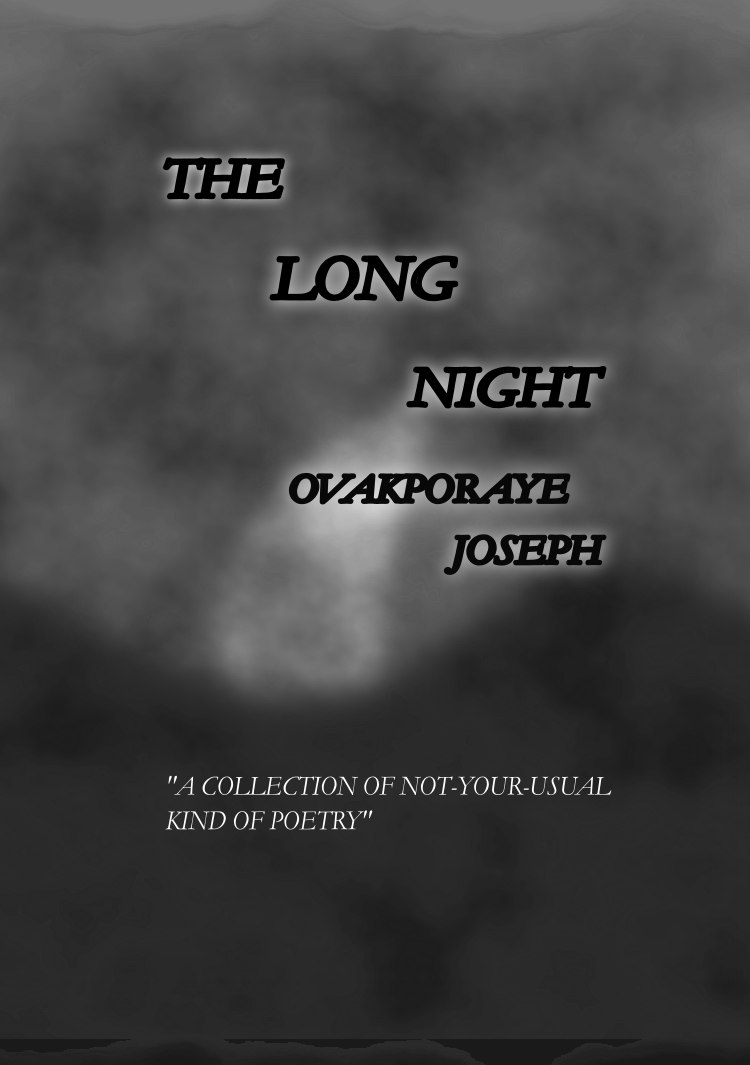 THE
LONG
NIGHT
OVAKPORAYE
JOSEPH
"A COLLECTION OF NOT-YOUR-USUAL
KIND OF POETRY"